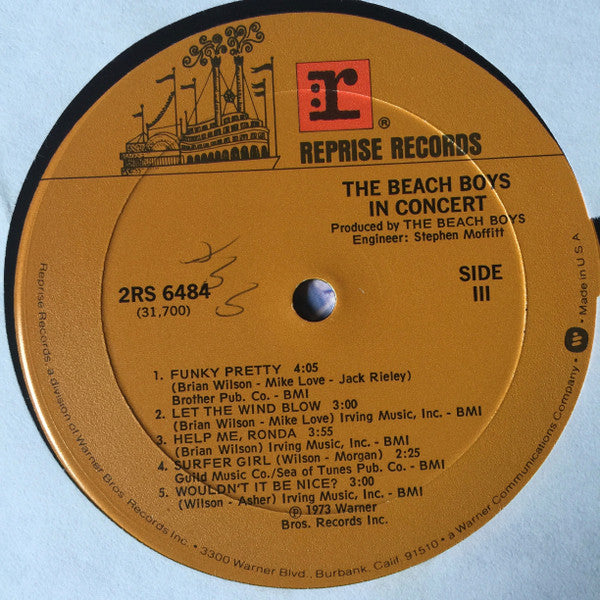 :r
®
REPRISE RECORDS
THE BEACH BOYS
IN CONCERT
Produced by THE BEACH BOYS
Engineer: Stephen Moffitt
2RS 6484
(31,700)
SIDE
III
1. FUNKY PRETTY 4:05
(Brian Wilson - Mike Love - Jack Rieley)
Brother Pub. Co. - BMI
2. LET THE WIND BLOW 3:00
(Brian Wilson - Mike Love) Irving Music, Inc. - BMI
3. HELP ME, RONDA 3:55
(Brian Wilson) Irving Music, Inc. - BMI
4. SURFER GIRL (Wilson - Morgan) 2:25
Guild Music Co./Sea of Tunes Pub. Co. - BMI
5. WOULDN'T IT BE NICE? 3:00
(Wilson - Asher) Irving Music, Inc. - BMI
℗ 1973 Warner
Bros. Records Inc.
Reprise Records, a division of Warner Bros. Records Inc. • 3300 Warner Blvd., Burbank, Calif. 91510 • a Warner Communications Company • Made in U S A